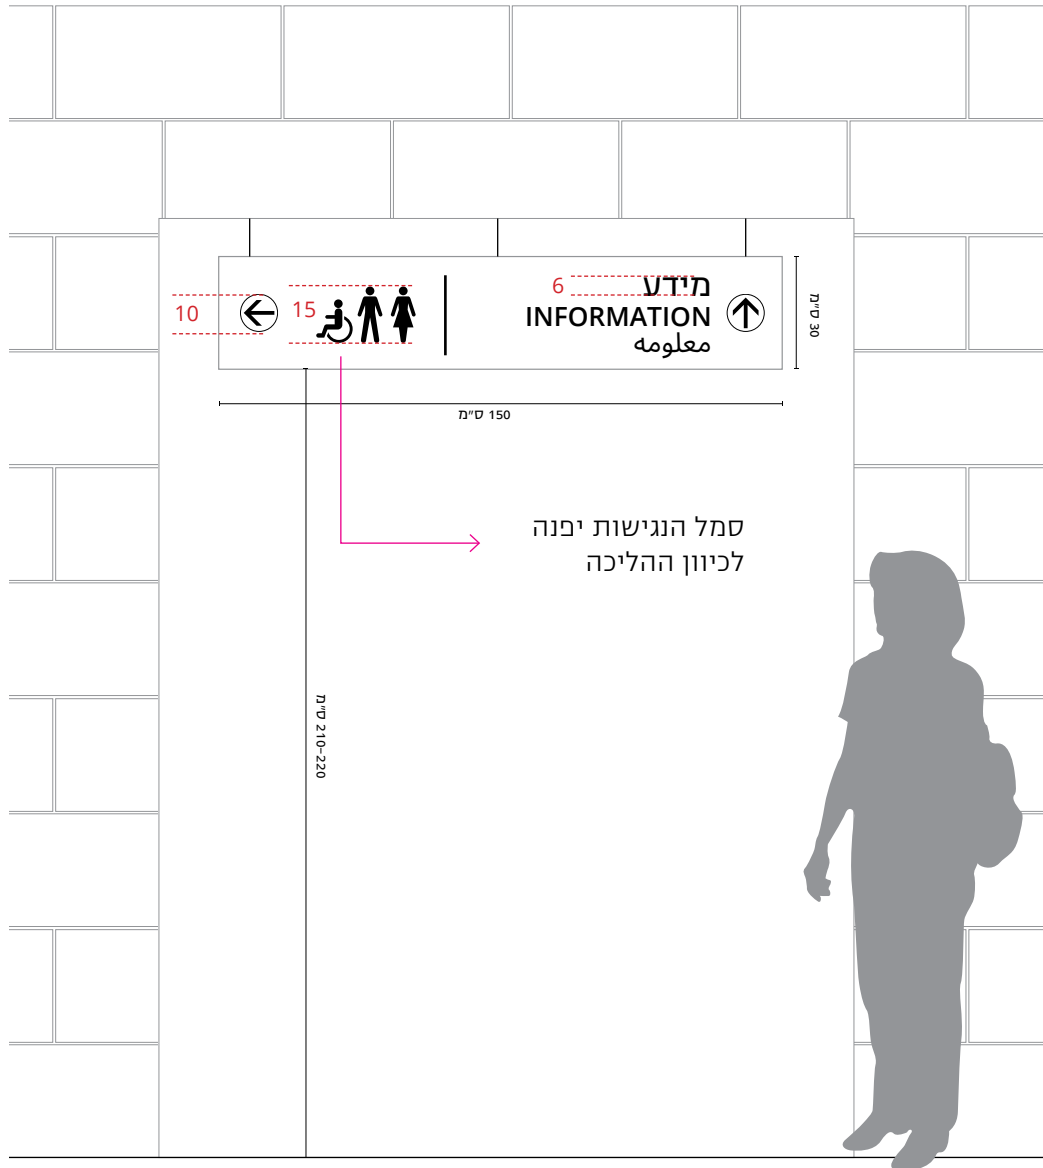 מידע
INFORMATION
معلومه
6
15
10
30 ס"מ
150 ס"מ
סמל הנגישות יפנה
לכיוון ההליכה
210-220 ס"מ